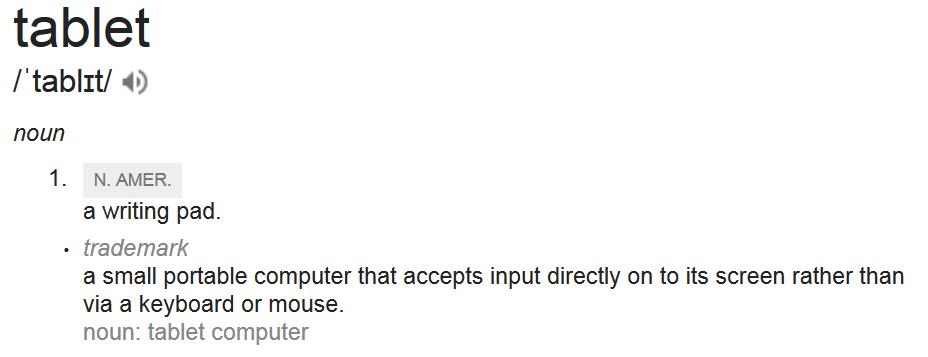 tablet
/ˈtablɪt/
noun
1. N. AMER.
a writing pad.
• trademark
a small portable computer that accepts input directly on to its screen rather than
via a keyboard or mouse.
noun: tablet computer